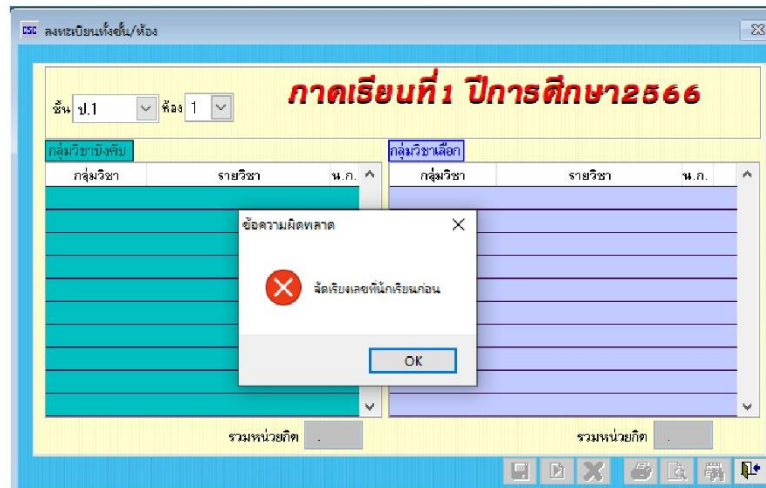 CSC ลงทะเบียนทั้งชั้น/ห้อง
ภาคเรียนที่1 ปีการศึกษา2566
ชั้น ป.1 ห้อง 1
กลุ่มวิชาบังคับ กลุ่มวิชาเลือก
กลุ่มวิชา รายวิชา น.ก. กลุ่มวิชา รายวิชา น.ก.
ข้อความผิดพลาด
จัดเรียงเลขที่นักเรียนก่อน
OK
รวมหน่วยกิต . รวมหน่วยกิต .